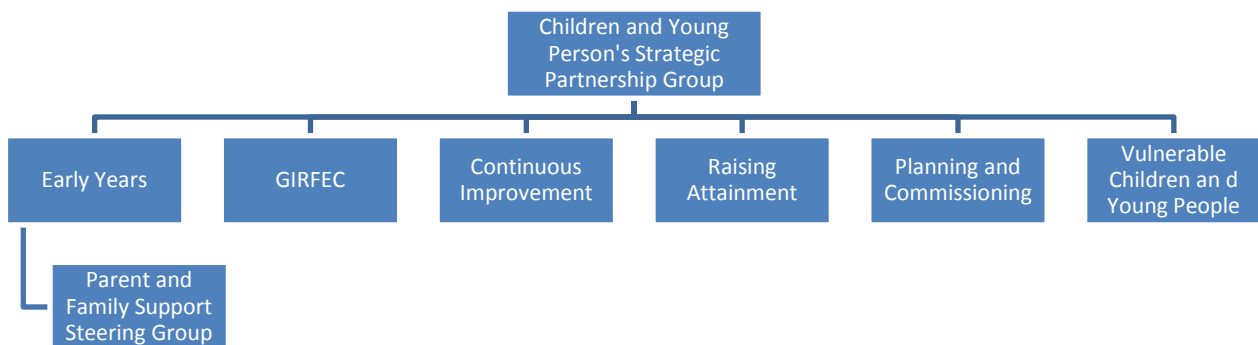 Children and Young
Person's Strategic
Partnership Group
Early Years
GIRFEC
Continuous
Improvement
Raising
Attainment
Planning and
Commissioning
Vulnerable
Children an d
Young People
Parent and
Family Support
Steering Group